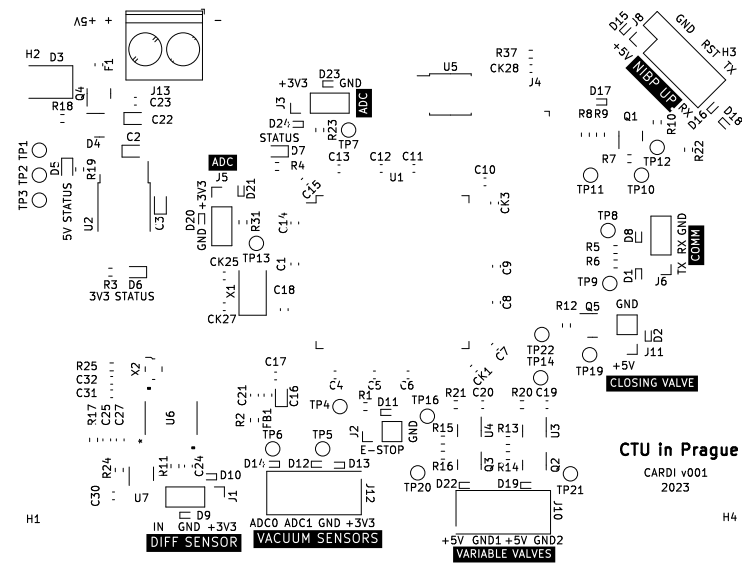 +5V + −
H2 D3
F1
Q4
R18
D4
J13
C23
C22
C2
TP1
TP2
TP3
D5
R19
5V STATUS
U2
C3
R3 D6
3V3 STATUS
D23
+3V3 GND
J3
ADC
D24
R23
TP7
STATUS
D7
R4
C15
C13 C12 C11
U1
U5
R37
CK28
J4
D17
R8 R9
Q1
R10
R7
TP12
R22
TP11 TP10
D15
J8
GND
H3
RST
TX
+5V
NIBP UP
RX
D16
D18
ADC
J5
+3V3
D21
D20
GND
R31
TP13
C14
C1
C18
CK25
X1
CK27
C10
CK3
C9
C8
C7
CK1
TP8
R5
R6
D8
D1
TP9
COMM
TX RX GND
J6
R12 Q5
GND
D2
J11
+5V
TP19
CLOSING VALVE
TP22
TP14
R25
C32
C31
X2
R17
C25
C27
U6
*
R24
U7
C30
R11
C24
D10
J1
D9
IN GND +3V3
DIFF SENSOR
C17
C21
C16
R2
FB1
TP6
TP5
TP4
C4 C5 C6
R1
D11
J2
GND
E-STOP
TP16
D14 D12 D13
J12
ADC0 ADC1 GND +3V3
VACUUM SENSORS
TP20
R21 C20 R20 C19
R15 U4 R13 U3
R16 Q3 R14 Q2
D22 D19
TP21
J10
+5V GND1 +5V GND2
VARIABLE VALVES
CTU in Prague
CARDI v001
2023
H1
H4